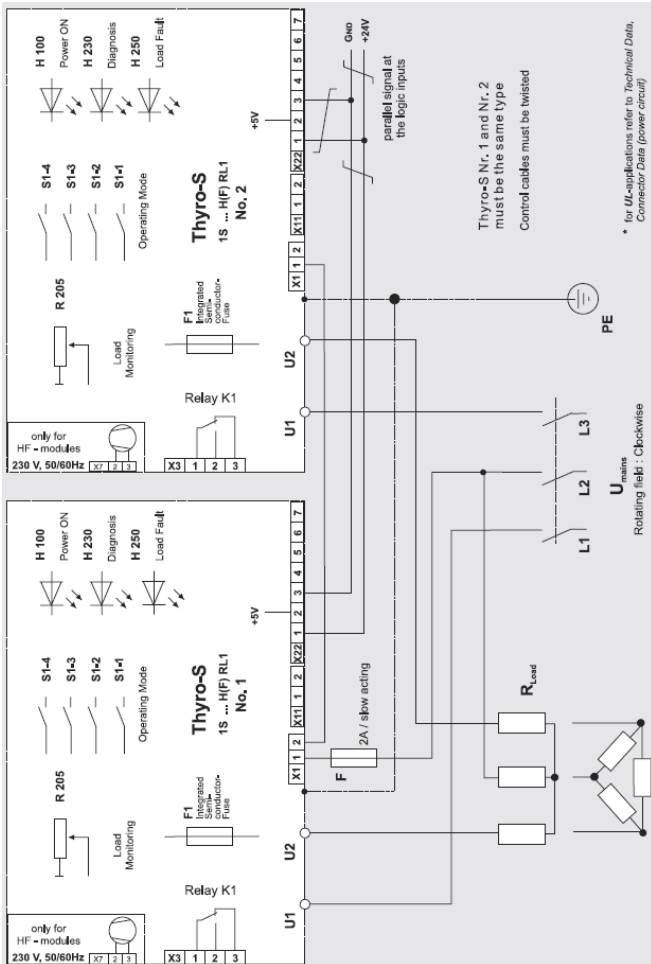 H 100
Power ON
H 230
Diagnosis
H 250
Load Fault
S1-4
S1-3
S1-2
S1-1
Operating Mode
R 205
Load
Monitoring
only for
HF - modules
230 V, 50/60Hz
X7 2 3
Thyro-S
1S ... H(F) RL1
No. 2
F1
Integrated
Semi-
conductor-
Fuse
Relay K1
X3 1 2 3
+5V
7
6
5
4
3
2
1
X22
2
1
X11
2
1
X1
U2
U1
GND
+24V
parallel signal at
the logic inputs
Thyro-S Nr. 1 and Nr. 2
must be the same type
Control cables must be twisted
* for UL-applications refer to Technical Data,
Connector Data (power circuit)
PE
L3
L2
L1
Umains
Rotating field : Clockwise
H 100
Power ON
H 230
Diagnosis
H 250
Load Fault
S1-4
S1-3
S1-2
S1-1
Operating Mode
R 205
Load
Monitoring
only for
HF - modules
230 V, 50/60Hz
X7 2 3
Thyro-S
1S ... H(F) RL1
No. 1
F1
Integrated
Semi-
conductor-
Fuse
Relay K1
X3 1 2 3
+5V
7
6
5
4
3
2
1
X22
2
1
X11
2
1
X1
U2
U1
F
2A / slow acting
RLoad